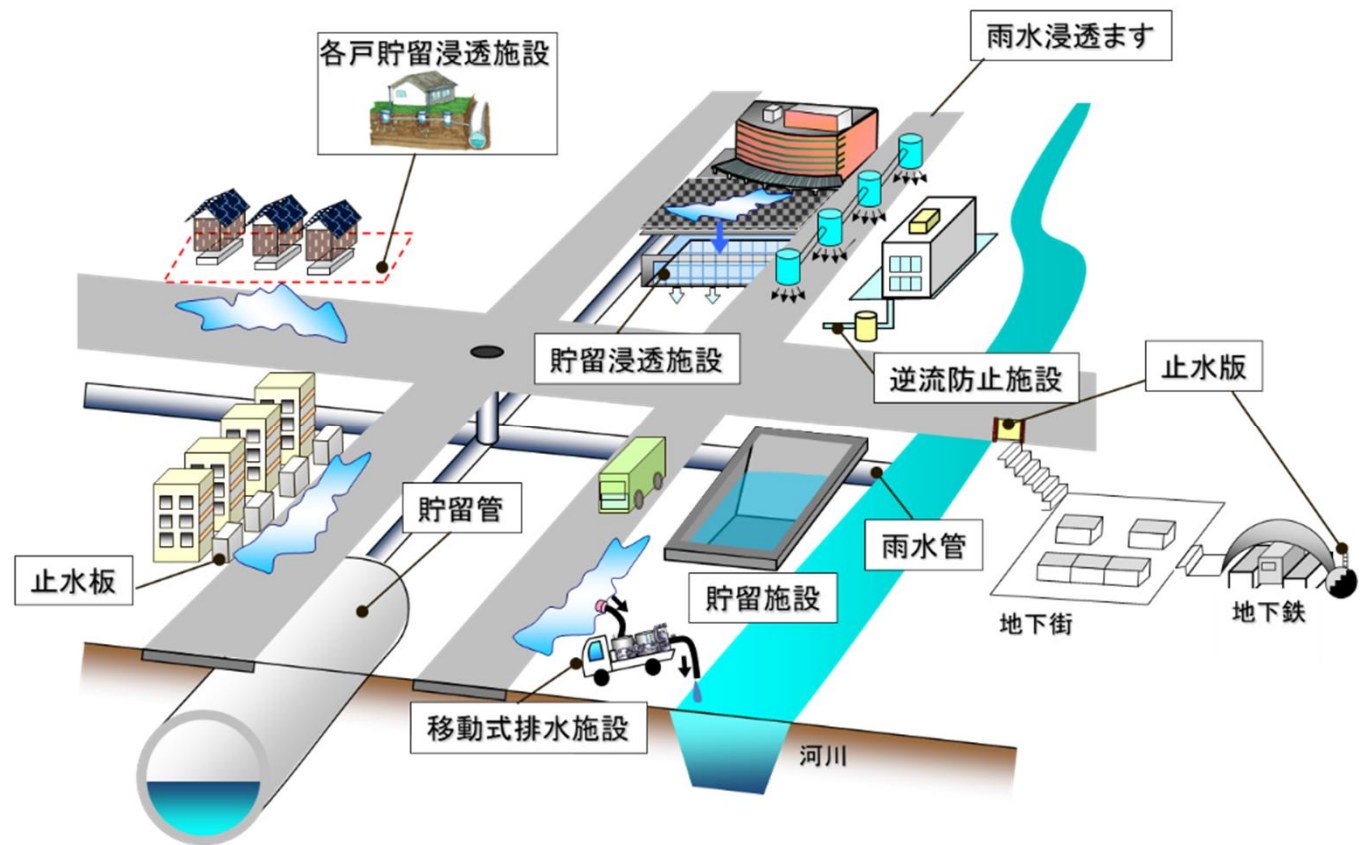 各戸貯留浸透施設
雨水浸透ます
貯留浸透施設
逆流防止施設
止水版
貯留管
雨水管
止水板
貯留施設
地下街
地下鉄
移動式排水施設
河川